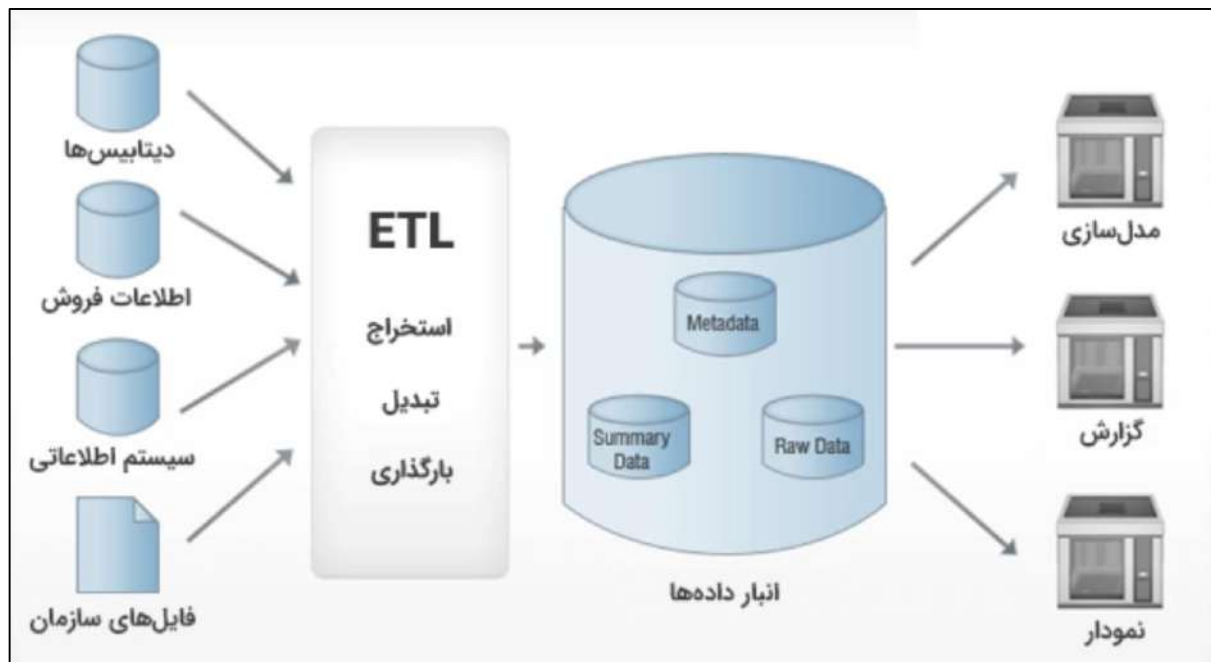 دیتابیس‌ها
اطلاعات فروش
سیستم اطلاعاتی
فایل‌های سازمان
ETL
استخراج
تبدیل
بارگذاری
Metadata
Summary
Data
Raw Data
انبار داده‌ها
مدل‌سازی
گزارش
نمودار